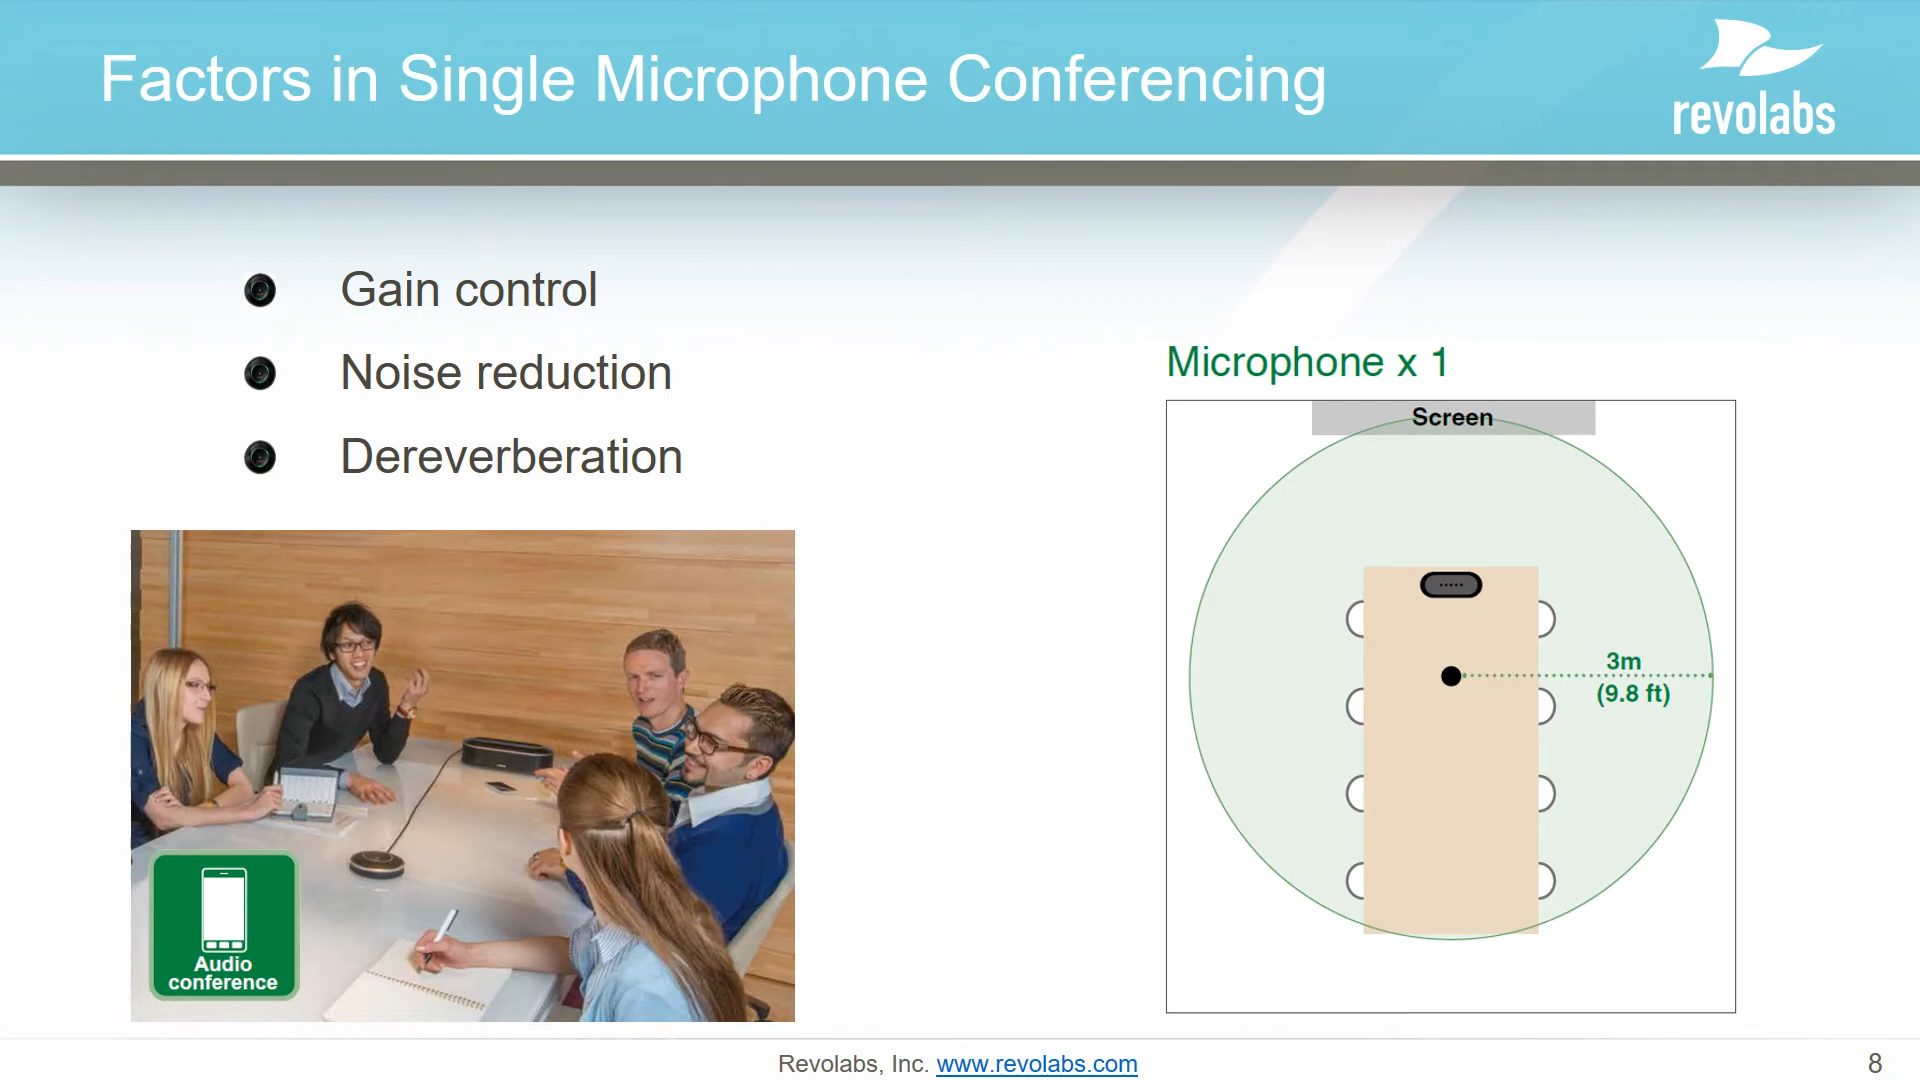 Factors in Single Microphone Conferencing
revolabs
Gain control
Noise reduction
Dereverberation
Microphone x 1
Screen
3m
(9.8 ft)
Audio
conference
Revolabs, Inc. www.revolabs.com
8